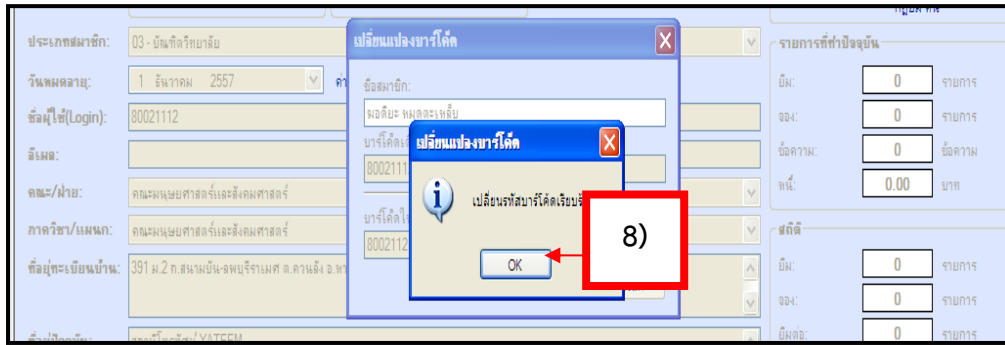 ประเภทสมาชิก: 03 - บัณฑิตวิทยาลัย
วันหมดอายุ: 1 ธันวาคม 2557
ชื่อผู้ใช้(Login): 80021112
อีเมล:
คณะ/ฝ่าย: คณะมนุษยศาสตร์และสังคมศาสตร์
ภาควิชา/แผนก: คณะมนุษยศาสตร์และสังคมศาสตร์
ที่อยู่ทะเบียนบ้าน: 391 ม.2 ถ.สนามบิน-ลพบุรีราเมศ ต.ควนลัง
YATEEM
เปลี่ยนแปลงบาร์โค้ด
ชื่อสมาชิก:
บาร์โค้ดเ
8002111
บาร์โค้ดให
8002112
เปลี่ยนแปลงบาร์โค้ด
เปลี่ยนรหัสบาร์โค้ดเรียบร้
OK
8)
รายการที่ทำปัจจุบัน
ยืม: 0 รายการ
จอง: 0 รายการ
ข้อความ: 0 ข้อความ
หนี้: 0.00 บาท
สถิติ
ยืม: 0 รายการ
จอง: 0 รายการ
ยืมต่อ: 0 รายการ